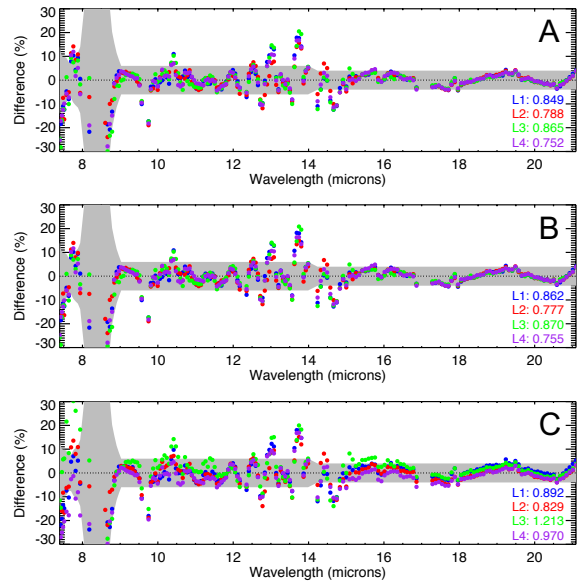 A
Difference (%)
30
20
10
0
-10
-20
-30
L1: 0.849
L2: 0.788
L3: 0.865
L4: 0.752
8 10 12 14 16 18 20
Wavelength (microns)
B
Difference (%)
30
20
10
0
-10
-20
-30
L1: 0.862
L2: 0.777
L3: 0.870
L4: 0.755
8 10 12 14 16 18 20
Wavelength (microns)
C
Difference (%)
30
20
10
0
-10
-20
-30
L1: 0.892
L2: 0.829
L3: 1.213
L4: 0.970
8 10 12 14 16 18 20
Wavelength (microns)